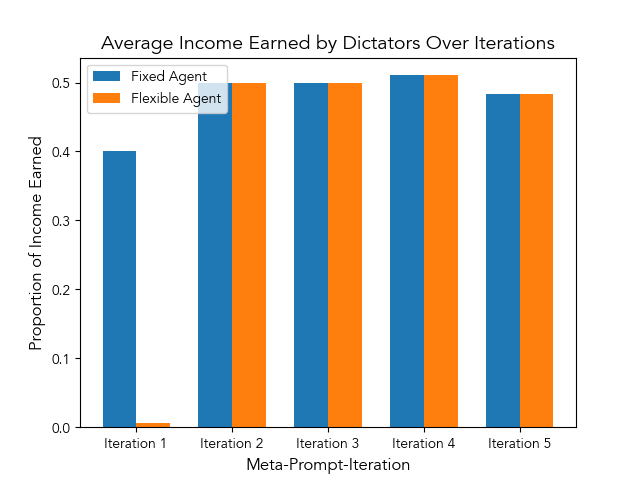 Average Income Earned by Dictators Over Iterations
Fixed Agent
Flexible Agent
Proportion of Income Earned
0.5
0.4
0.3
0.2
0.1
0.0
Iteration 1 Iteration 2 Iteration 3 Iteration 4 Iteration 5
Meta-Prompt-Iteration